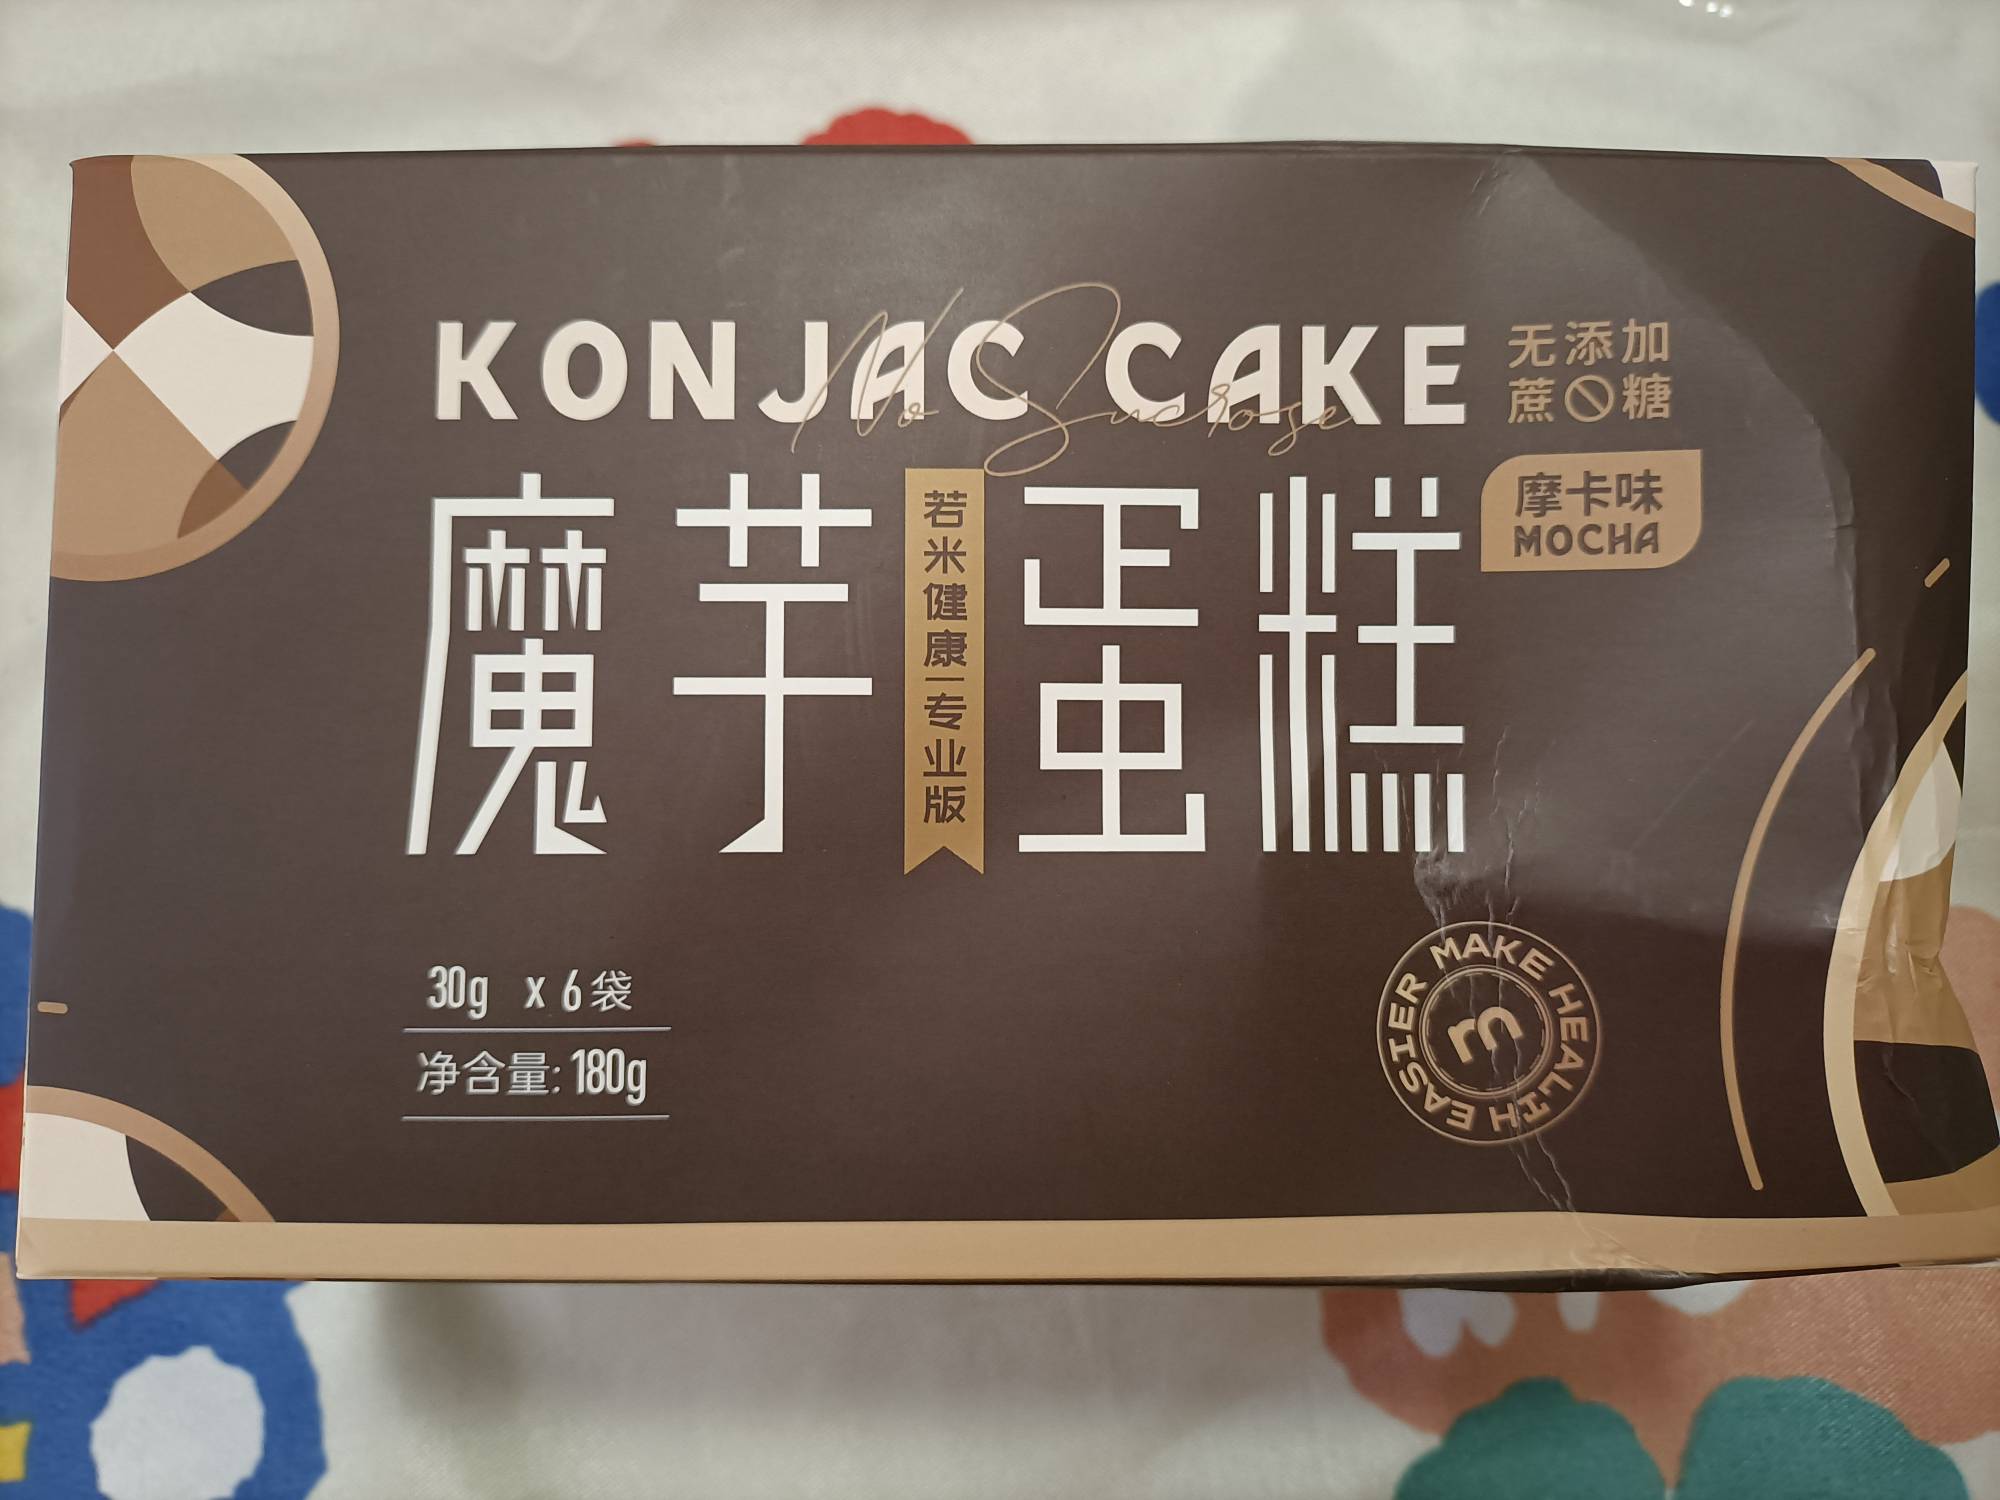 KONJAC CAKE
No Sucrose
无添加
蔗糖
魔芋蛋糕
若米健康|专业版
摩卡味
MOCHA
30g x 6袋
净含量: 180g
MAKE HEALTH EASIER
m